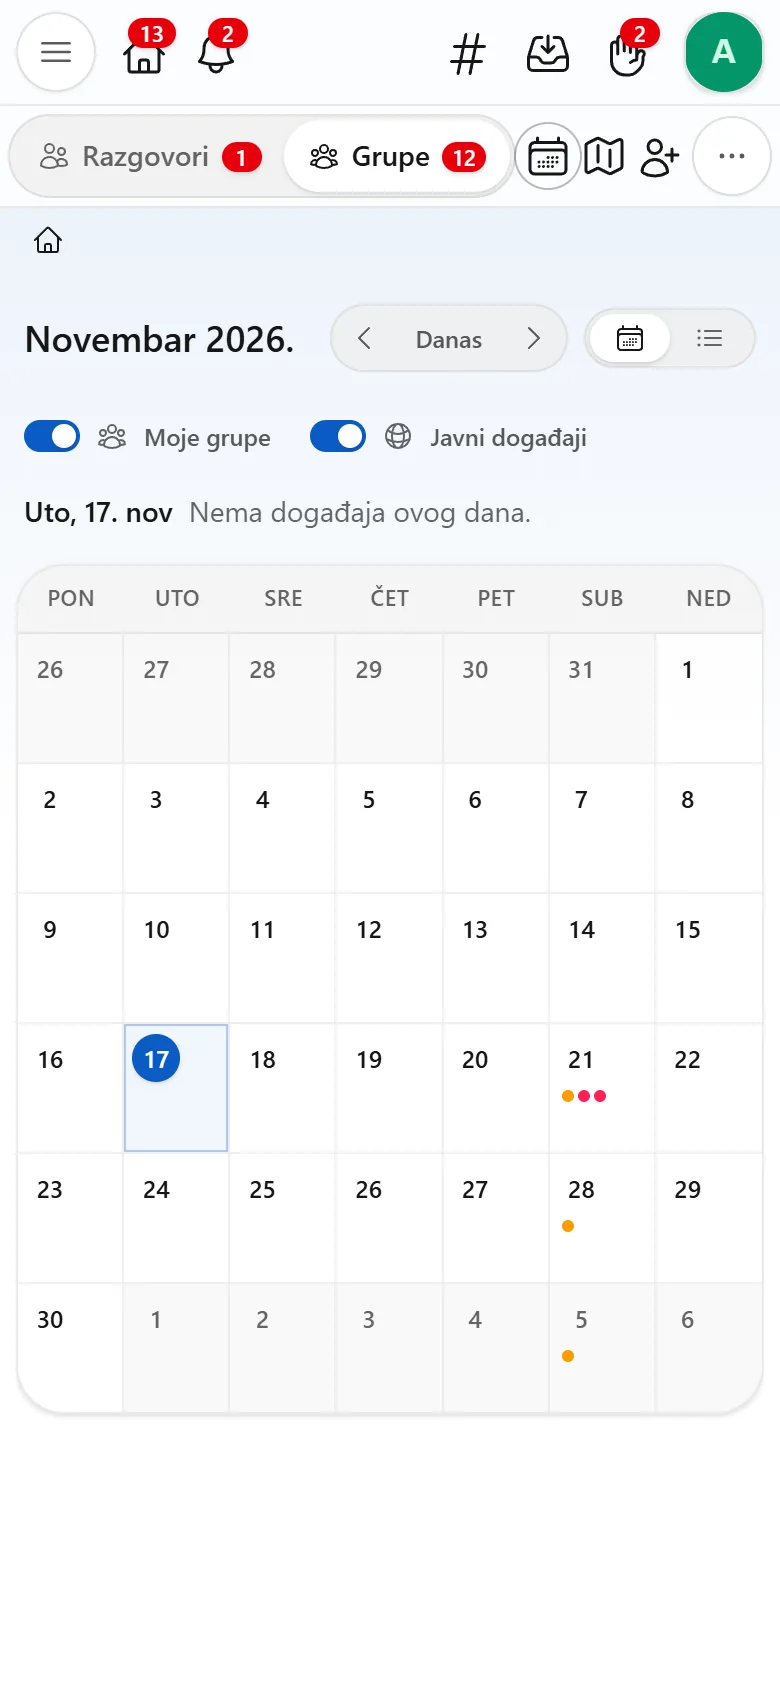 13 2 2 A
Razgovori 1 Grupe 12
Novembar 2026. Danas
Moje grupe Javni događaji
Uto, 17. nov Nema događaja ovog dana.
PON UTO SRE ČET PET SUB NED
26 27 28 29 30 31 1
2 3 4 5 6 7 8
9 10 11 12 13 14 15
16 17 18 19 20 21 22
23 24 25 26 27 28 29
30 1 2 3 4 5 6